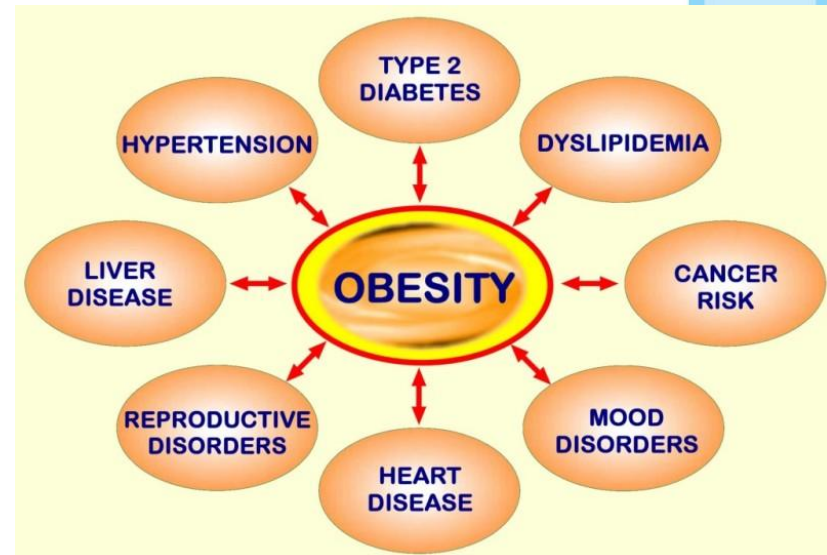 TYPE 2
DIABETES
HYPERTENSION
DYSLIPIDEMIA
LIVER
DISEASE
OBESITY
CANCER
RISK
REPRODUCTIVE
DISORDERS
MOOD
DISORDERS
HEART
DISEASE